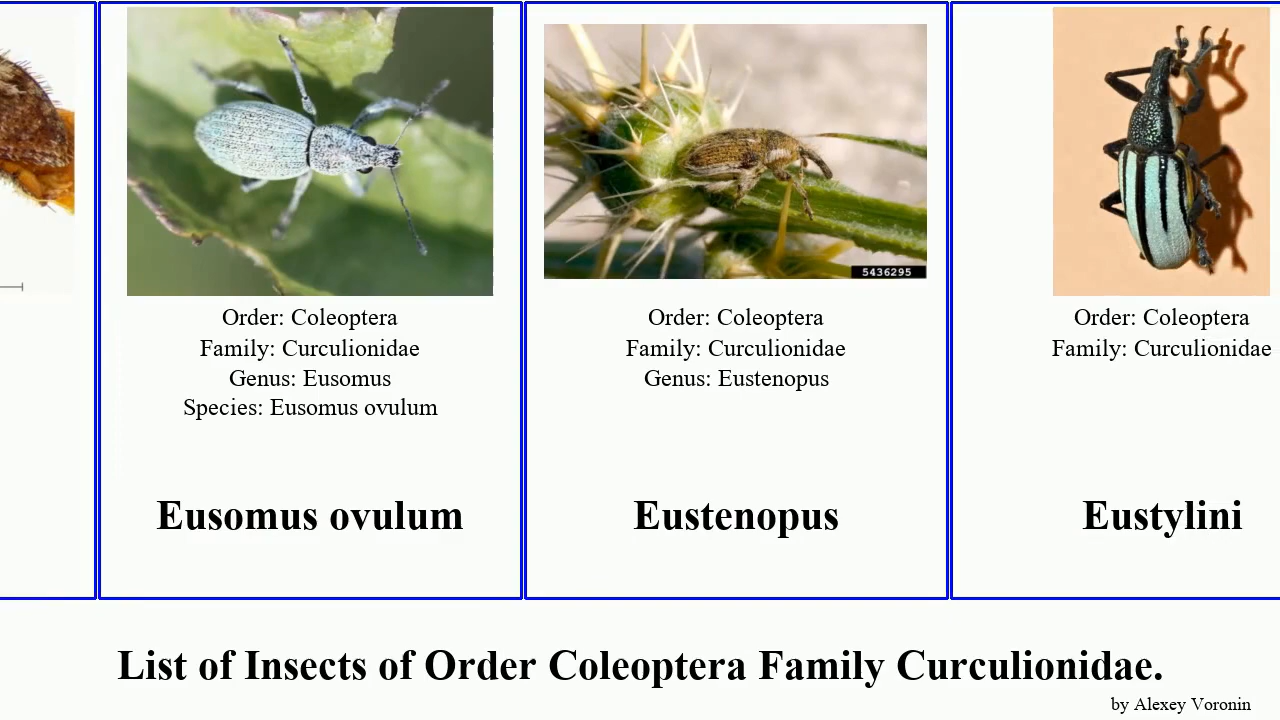 5436295
Order: Coleoptera
Family: Curculionidae
Genus: Eusomus
Species: Eusomus ovulum
Eusomus ovulum
Order: Coleoptera
Family: Curculionidae
Genus: Eustenopus
Eustenopus
Order: Coleoptera
Family: Curculionidae
Eustylini
List of Insects of Order Coleoptera Family Curculionidae.
by Alexey Voronin